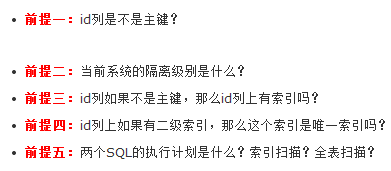 前提一：id列是不是主键？
前提二：当前系统的隔离级别是什么？
前提三：id列如果不是主键，那么id列上有索引吗？
前提四：id列上如果有二级索引，那么这个索引是唯一索引吗？
前提五：两个SQL的执行计划是什么？索引扫描？全表扫描？